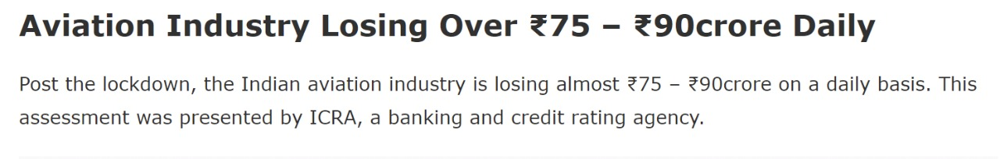 Aviation Industry Losing Over ₹75 – ₹90crore Daily
Post the lockdown, the Indian aviation industry is losing almost ₹75 – ₹90crore on a daily basis. This
assessment was presented by ICRA, a banking and credit rating agency.